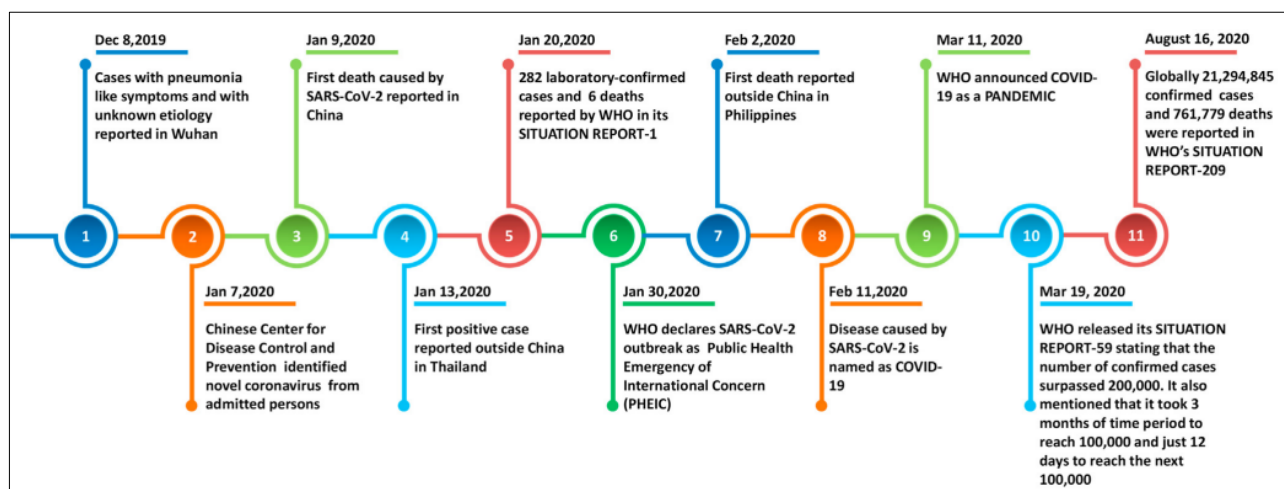 Dec 8,2019
Cases with pneumonia
like symptoms and with
unknown etiology
reported in Wuhan
1
Jan 7,2020
Chinese Center for
Disease Control and
Prevention identified
novel coronavirus from
admitted persons
2
Jan 9,2020
First death caused by
SARS-CoV-2 reported in
China
3
Jan 13,2020
First positive case
reported outside China
in Thailand
4
Jan 20,2020
282 laboratory-confirmed
cases and 6 deaths
reported by WHO in its
SITUATION REPORT-1
5
Jan 30,2020
WHO declares SARS-CoV-2
outbreak as Public Health
Emergency of
International Concern
(PHEIC)
6
Feb 2,2020
First death reported
outside China in
Philippines
7
Feb 11,2020
Disease caused by
SARS-CoV-2 is
named as COVID-
19
8
Mar 11, 2020
WHO announced COVID-
19 as a PANDEMIC
9
Mar 19, 2020
WHO released its SITUATION
REPORT-59 stating that the
number of confirmed cases
surpassed 200,000. It also
mentioned that it took 3
months of time period to
reach 100,000 and just 12
days to reach the next
100,000
10
August 16, 2020
Globally 21,294,845
confirmed cases
and 761,779 deaths
were reported in
WHO's SITUATION
REPORT-209
11